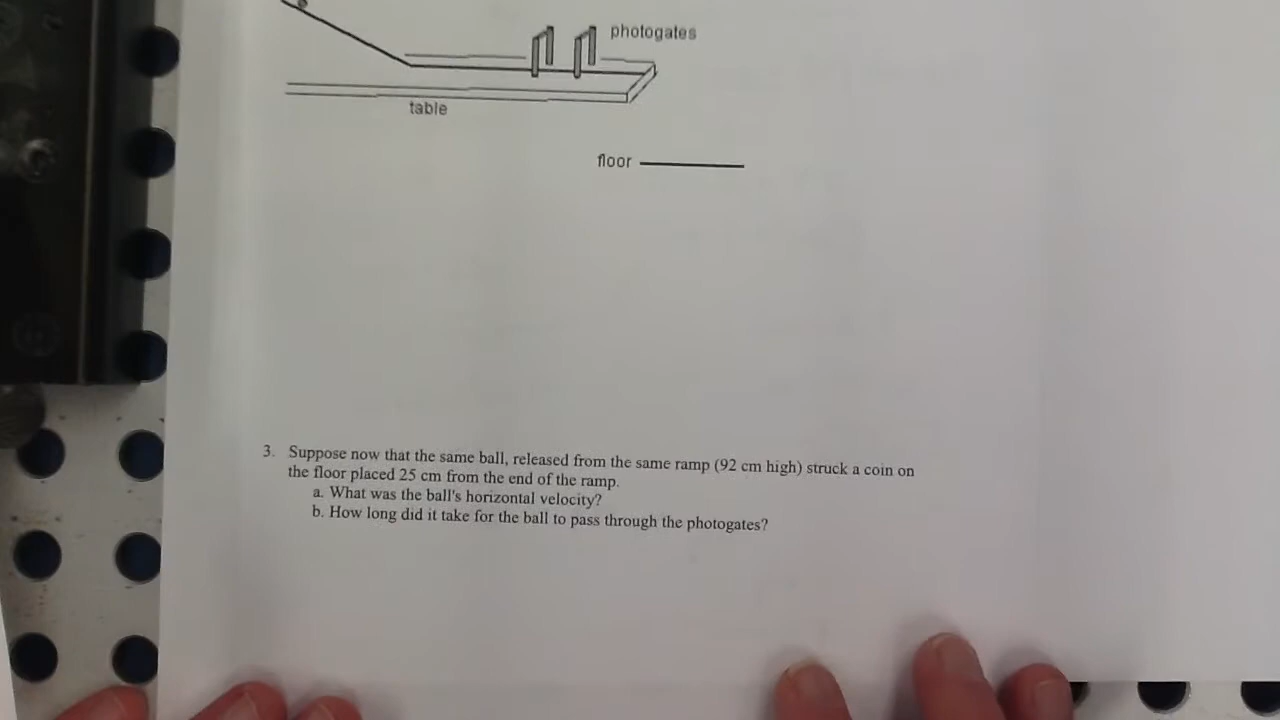 photogates
table
floor
3. Suppose now that the same ball, released from the same ramp (92 cm high) struck a coin on
the floor placed 25 cm from the end of the ramp.
a. What was the ball's horizontal velocity?
b. How long did it take for the ball to pass through the photogates?